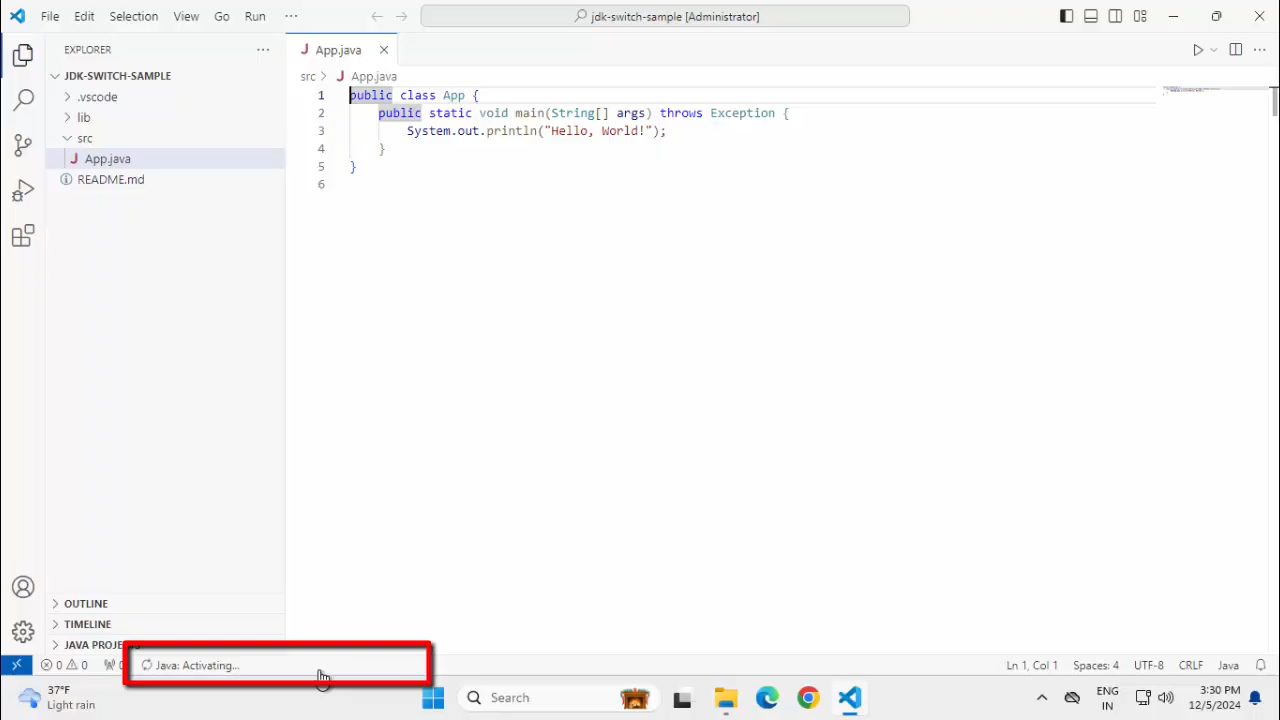 File Edit Selection View Go Run ··· jdk-switch-sample [Administrator]
EXPLORER ···
App.java
JDK-SWITCH-SAMPLE
.vscode
lib
src
App.java
README.md
src > App.java
1 public class App {
2 public static void main(String[] args) throws Exception {
3 System.out.println("Hello, World!");
4 }
5 }
6
OUTLINE
TIMELINE
JAVA
0 0 Java: Activating... Ln 1, Col 1 Spaces: 4 UTF-8 CRLF Java
37°F
Light rain
Search
ENG
IN
3:30 PM
12/5/2024